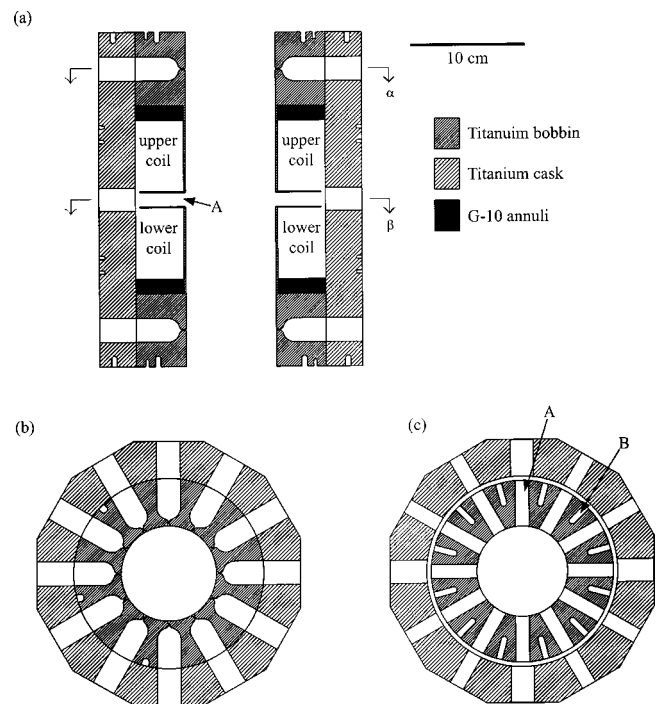 (a)
10 cm
α
upper
coil
upper
coil
Titanuim bobbin
Titanium cask
A
β
G-10 annuli
lower
coil
lower
coil
(b)
(c)
A
B